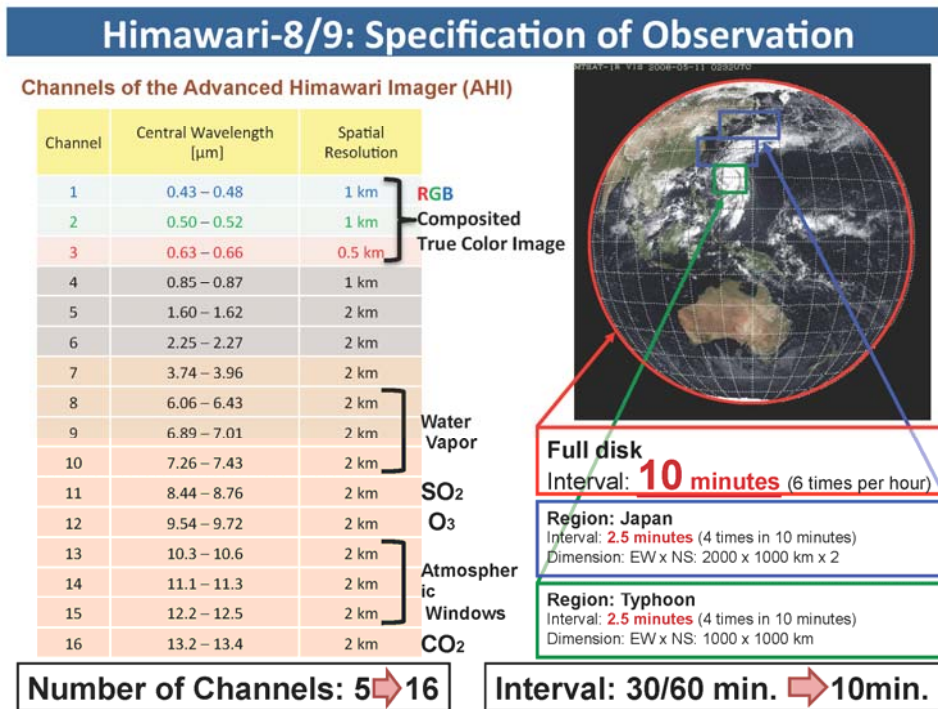 Himawari-8/9: Specification of Observation
Channels of the Advanced Himawari Imager (AHI)
Channel Central Wavelength [μm] Spatial Resolution
1 0.43 – 0.48 1 km
2 0.50 – 0.52 1 km
3 0.63 – 0.66 0.5 km
4 0.85 – 0.87 1 km
5 1.60 – 1.62 2 km
6 2.25 – 2.27 2 km
7 3.74 – 3.96 2 km
8 6.06 – 6.43 2 km
9 6.89 – 7.01 2 km
10 7.26 – 7.43 2 km
11 8.44 – 8.76 2 km
12 9.54 – 9.72 2 km
13 10.3 – 10.6 2 km
14 11.1 – 11.3 2 km
15 12.2 – 12.5 2 km
16 13.2 – 13.4 2 km
RGB
Composited
True Color Image
Water
Vapor
SO2
O3
Atmospher
ic
Windows
CO2
MTSAT-1R VIS 2006-05-11 0232UTC
Full disk
Interval: 10 minutes (6 times per hour)
Region: Japan
Interval: 2.5 minutes (4 times in 10 minutes)
Dimension: EW x NS: 2000 x 1000 km x 2
Region: Typhoon
Interval: 2.5 minutes (4 times in 10 minutes)
Dimension: EW x NS: 1000 x 1000 km
Number of Channels: 5 16
Interval: 30/60 min. 10min.